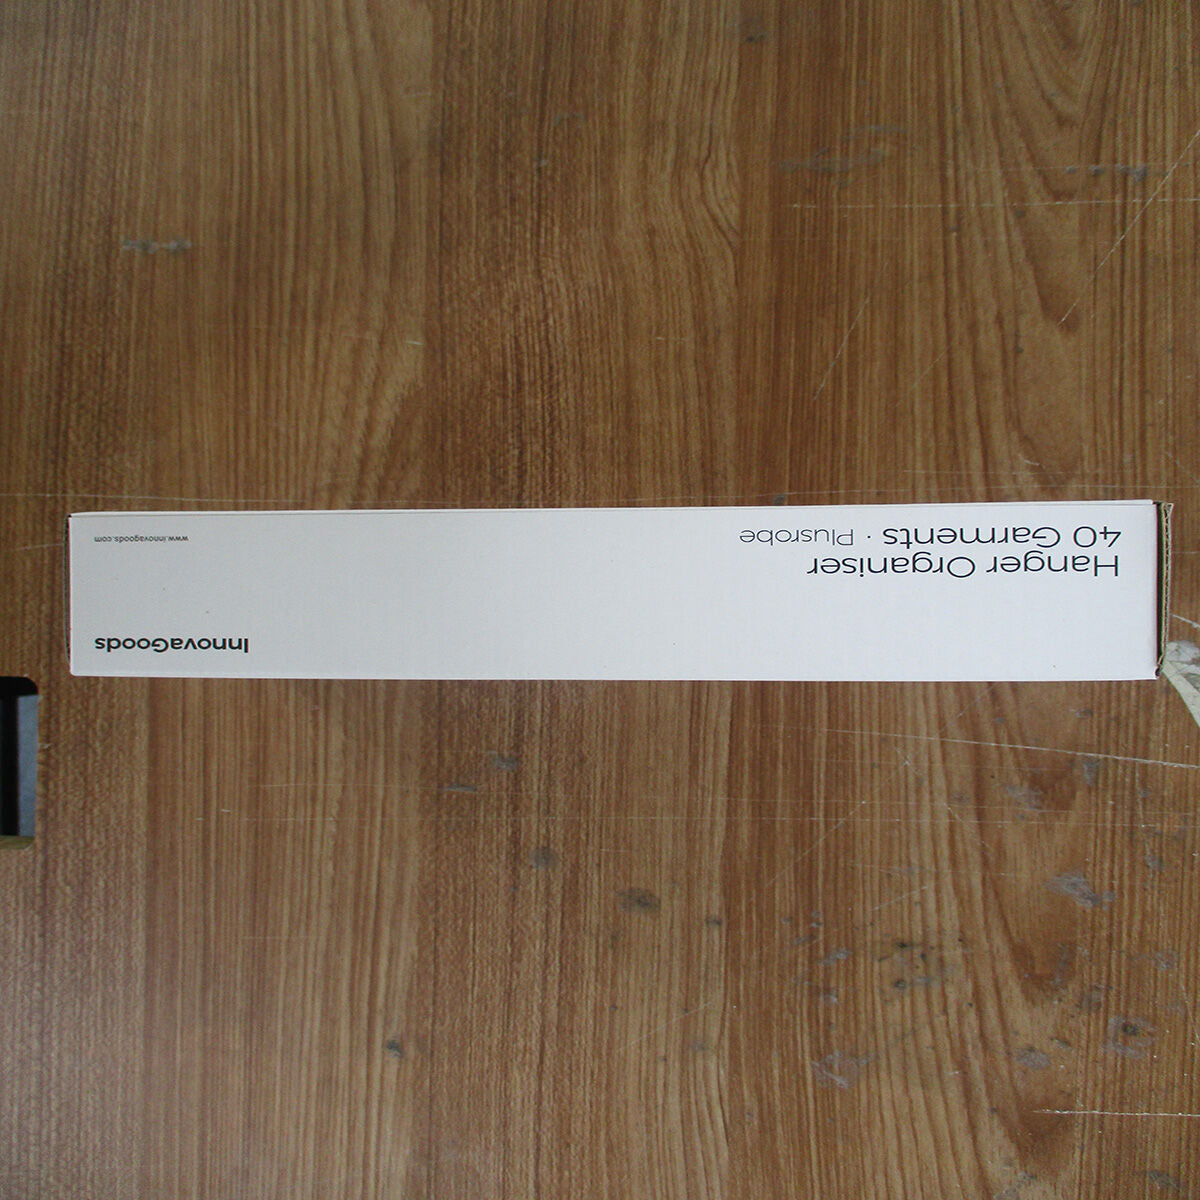 InnovaGoods
Hanger Organiser
40 Garments · Plusrobe
www.innovagoods.com